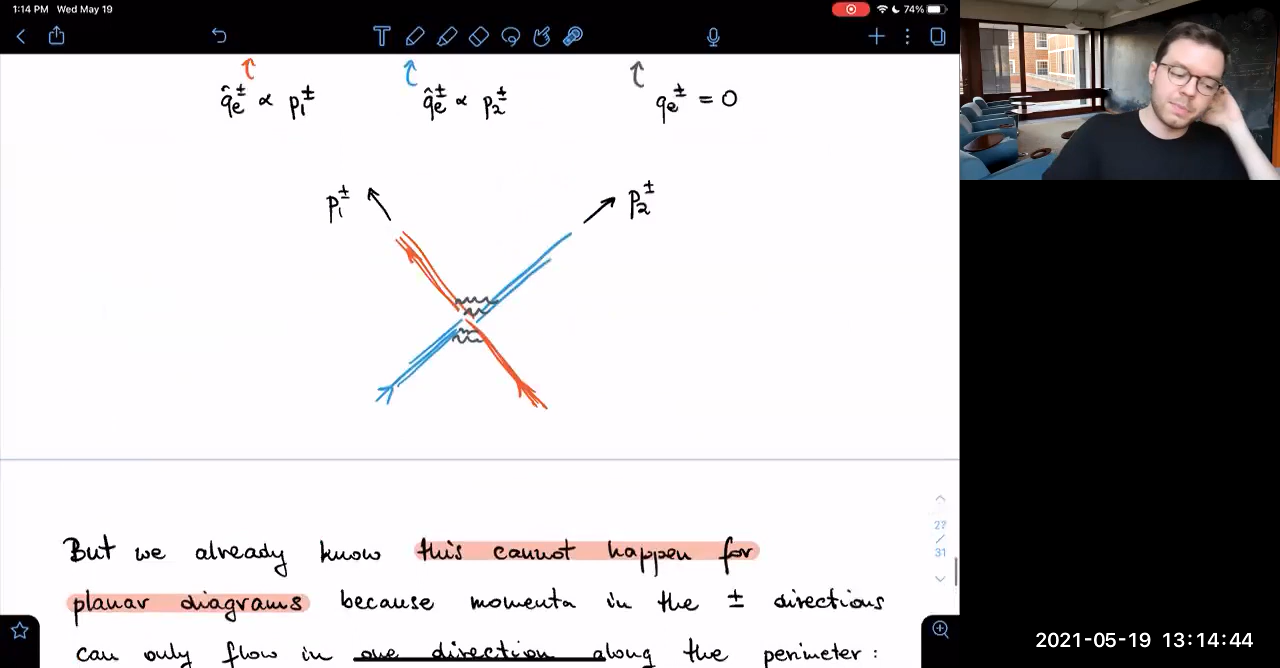 1:14 PM Wed May 19
74%
T
q̂ₑ^± ∝ p₁^±
q̂ₑ^± ∝ p₂^±
qₑ^± = 0
p₁^±
p₂^±
27
/
31
But we already know this cannot happen for
planar diagrams because momenta in the ± directions
can only flow in one direction along the perimeter:
2021-05-19 13:14:44